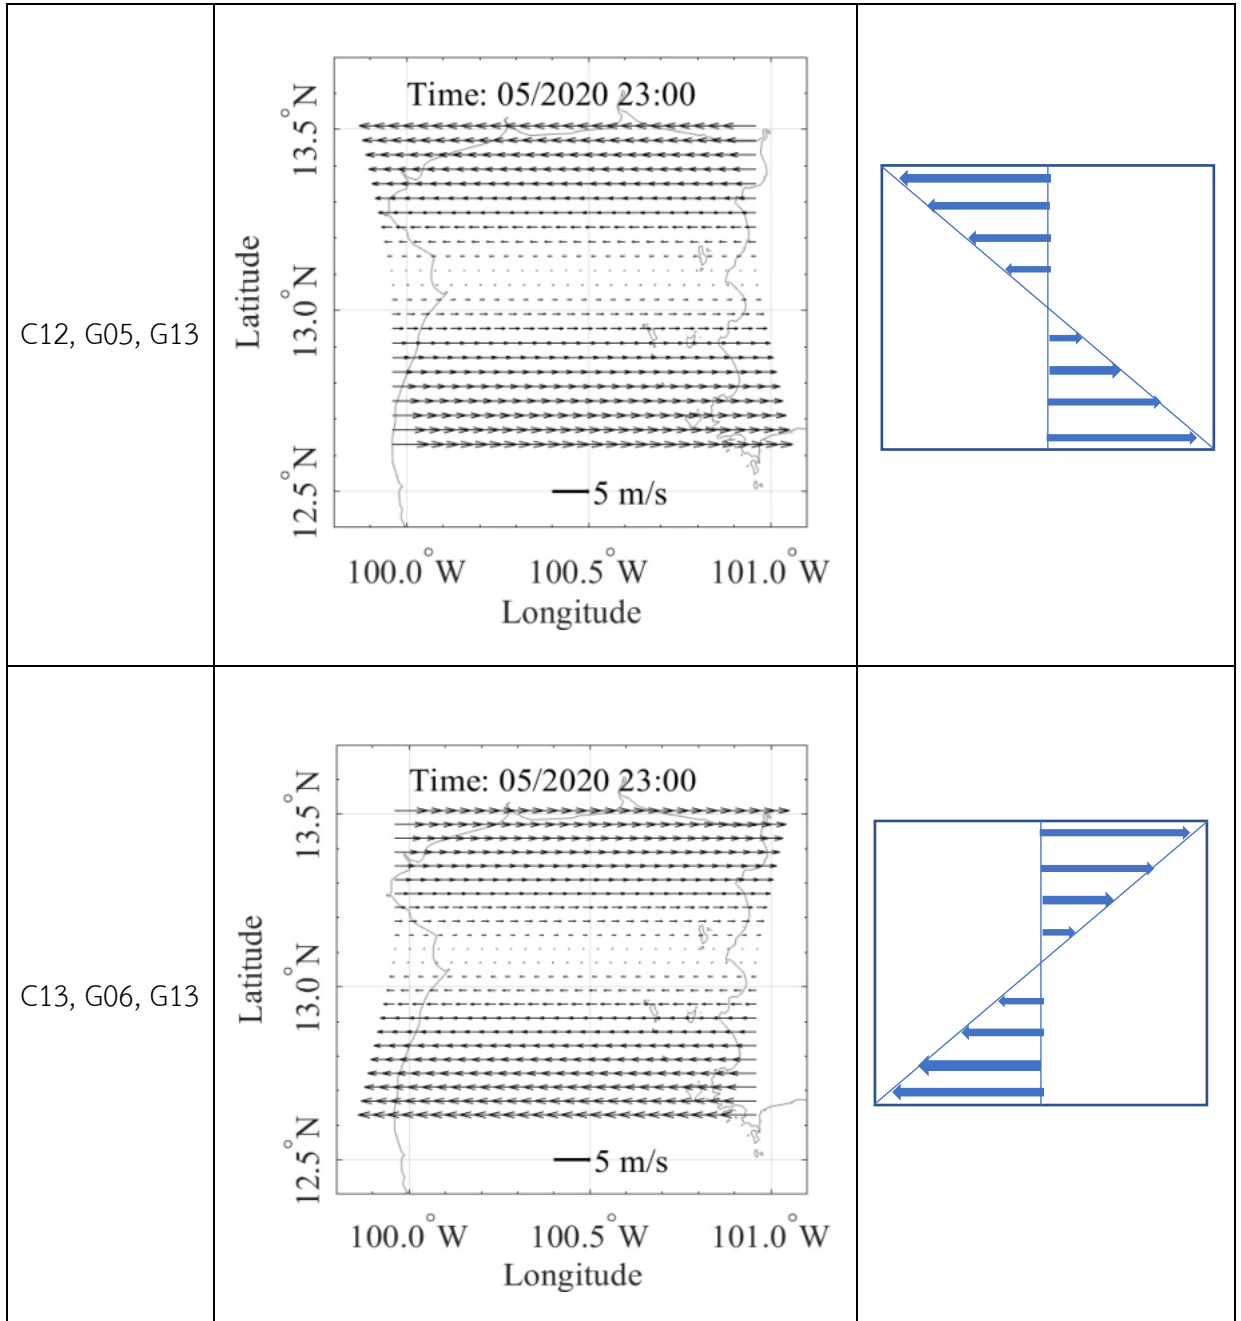 C12, G05, G13
Time: 05/2020 23:00
13.5°N
13.0°N
12.5°N
Latitude
5 m/s
100.0°W 100.5°W 101.0°W
Longitude
C13, G06, G13
Time: 05/2020 23:00
13.5°N
13.0°N
12.5°N
Latitude
5 m/s
100.0°W 100.5°W 101.0°W
Longitude